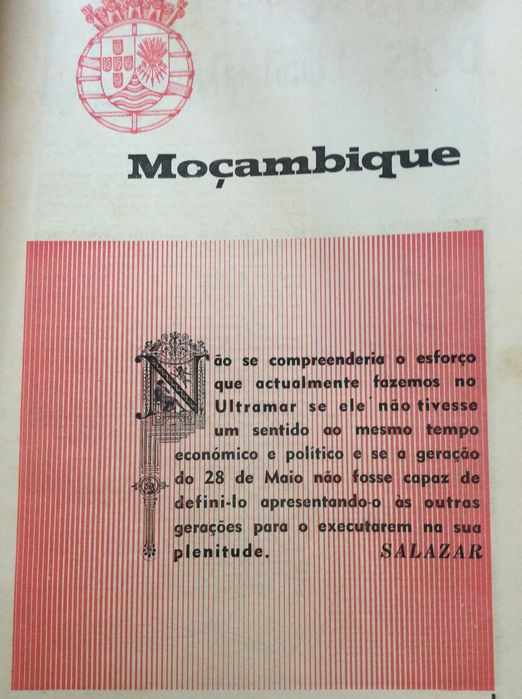 Moçambique
Não se compreenderia o esforço
que actualmente fazemos no
Ultramar se ele não tivesse
um sentido ao mesmo tempo
económico e político e se a geração
do 28 de Maio não fosse capaz de
defini-lo apresentando-o às outras
gerações para o executarem na sua
plenitude. SALAZAR